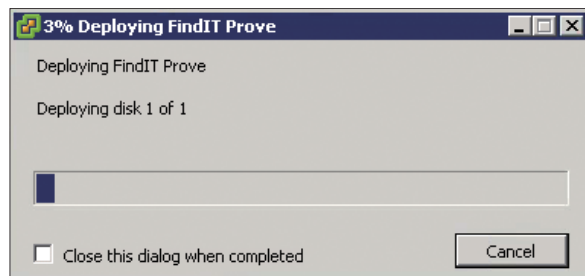 3% Deploying FindIT Prove
Deploying FindIT Prove
Deploying disk 1 of 1
Close this dialog when completed
Cancel